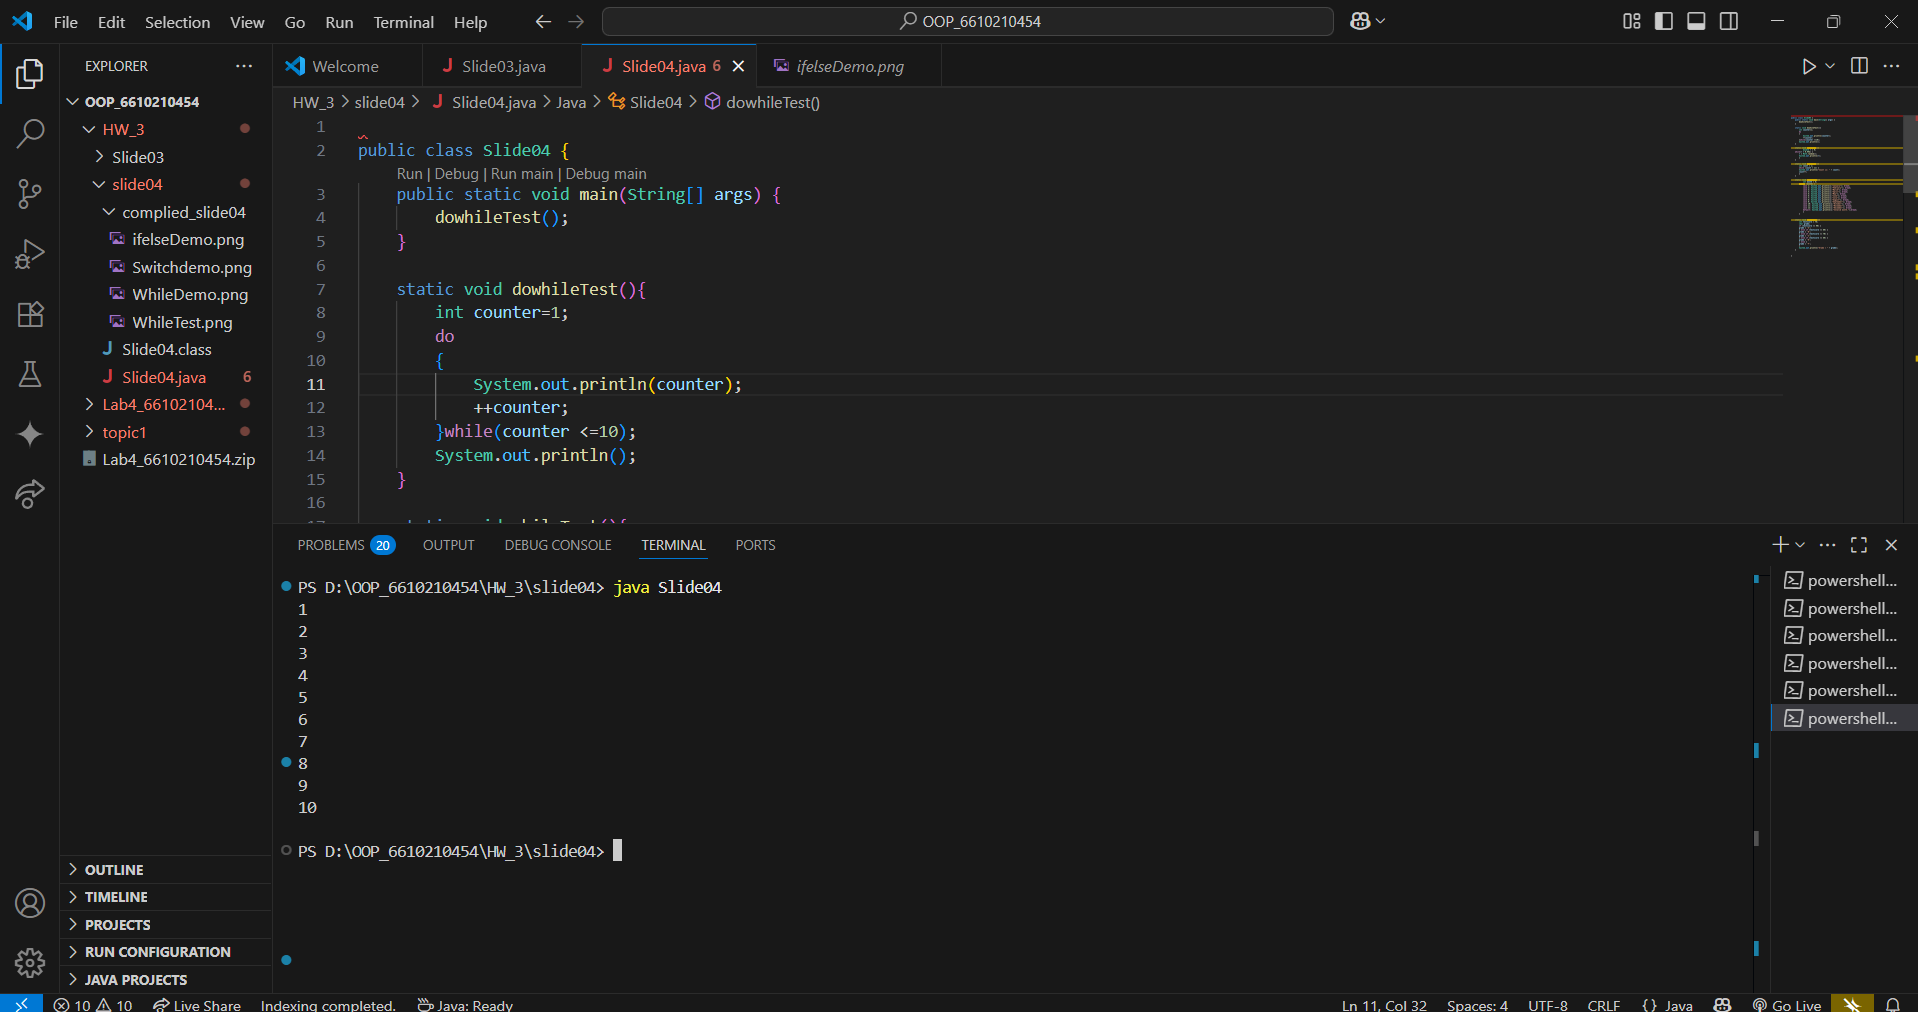 File Edit Selection View Go Run Terminal Help
OOP_6610210454
EXPLORER
OOP_6610210454
HW_3
Slide03
slide04
complied_slide04
ifelseDemo.png
Switchdemo.png
WhileDemo.png
WhileTest.png
Slide04.class
Slide04.java 6
Lab4_66102104...
topic1
Lab4_6610210454.zip
OUTLINE
TIMELINE
PROJECTS
RUN CONFIGURATION
JAVA PROJECTS
Welcome
Slide03.java
Slide04.java 6
ifelseDemo.png
HW_3 > slide04 > Slide04.java > Java > Slide04 > dowhileTest()
1
2 public class Slide04 {
Run | Debug | Run main | Debug main
3 public static void main(String[] args) {
4 dowhileTest();
5 }
6
7 static void dowhileTest(){
8 int counter=1;
9 do
10 {
11 System.out.println(counter);
12 ++counter;
13 }while(counter <=10);
14 System.out.println();
15 }
16
PROBLEMS 20 OUTPUT DEBUG CONSOLE TERMINAL PORTS
PS D:\OOP_6610210454\HW_3\slide04> java Slide04
1
2
3
4
5
6
7
8
9
10
PS D:\OOP_6610210454\HW_3\slide04>
powershell...
powershell...
powershell...
powershell...
powershell...
powershell...
10 10 Live Share Indexing completed. Java: Ready
Ln 11, Col 32 Spaces: 4 UTF-8 CRLF {} Java Go Live